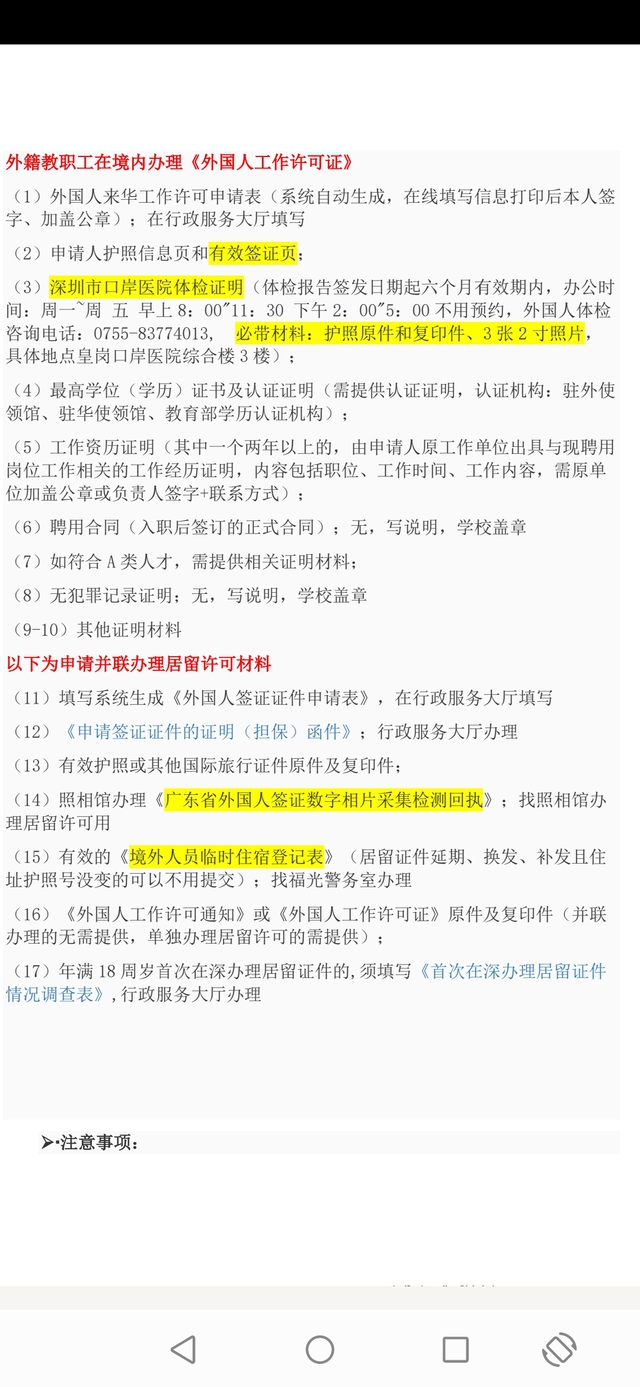 外籍教职工在境内办理《外国人工作许可证》
（1）外国人来华工作许可申请表（系统自动生成，在线填写信息打印后本人签
字、加盖公章）；在行政服务大厅填写
（2）申请人护照信息页和有效签证页；
（3）深圳市口岸医院体检证明（体检报告签发日期起六个月有效期内，办公时
间：周一~周 五 早上 8：00"11：30 下午 2：00"5：00 不用预约，外国人体检
咨询电话：0755-83774013， 必带材料：护照原件和复印件、3 张 2 寸照片，
具体地点皇岗口岸医院综合楼 3 楼）；
（4）最高学位（学历）证书及认证证明（需提供认证证明，认证机构：驻外使
领馆、驻华使领馆、教育部学历认证机构）；
（5）工作资历证明（其中一个两年以上的，由申请人原工作单位出具与现聘用
岗位工作相关的工作经历证明，内容包括职位、工作时间、工作内容，需原单
位加盖公章或负责人签字+联系方式）；
（6）聘用合同（入职后签订的正式合同）；无，写说明，学校盖章
（7）如符合 A 类人才，需提供相关证明材料；
（8）无犯罪记录证明；无，写说明，学校盖章
（9-10）其他证明材料
以下为申请并联办理居留许可材料
（11）填写系统生成《外国人签证证件申请表》，在行政服务大厅填写
（12）《申请签证证件的证明（担保）函件》；行政服务大厅办理
（13）有效护照或其他国际旅行证件原件及复印件；
（14）照相馆办理《广东省外国人签证数字相片采集检测回执》；找照相馆办
理居留许可用
（15）有效的《境外人员临时住宿登记表》（居留证件延期、换发、补发且住
址护照号没变的可以不用提交）；找福光警务室办理
（16）《外国人工作许可通知》或《外国人工作许可证》原件及复印件（并联
办理的无需提供，单独办理居留许可的需提供）；
（17）年满 18 周岁首次在深办理居留证件的,须填写《首次在深办理居留证件
情况调查表》,行政服务大厅办理
➢·注意事项：